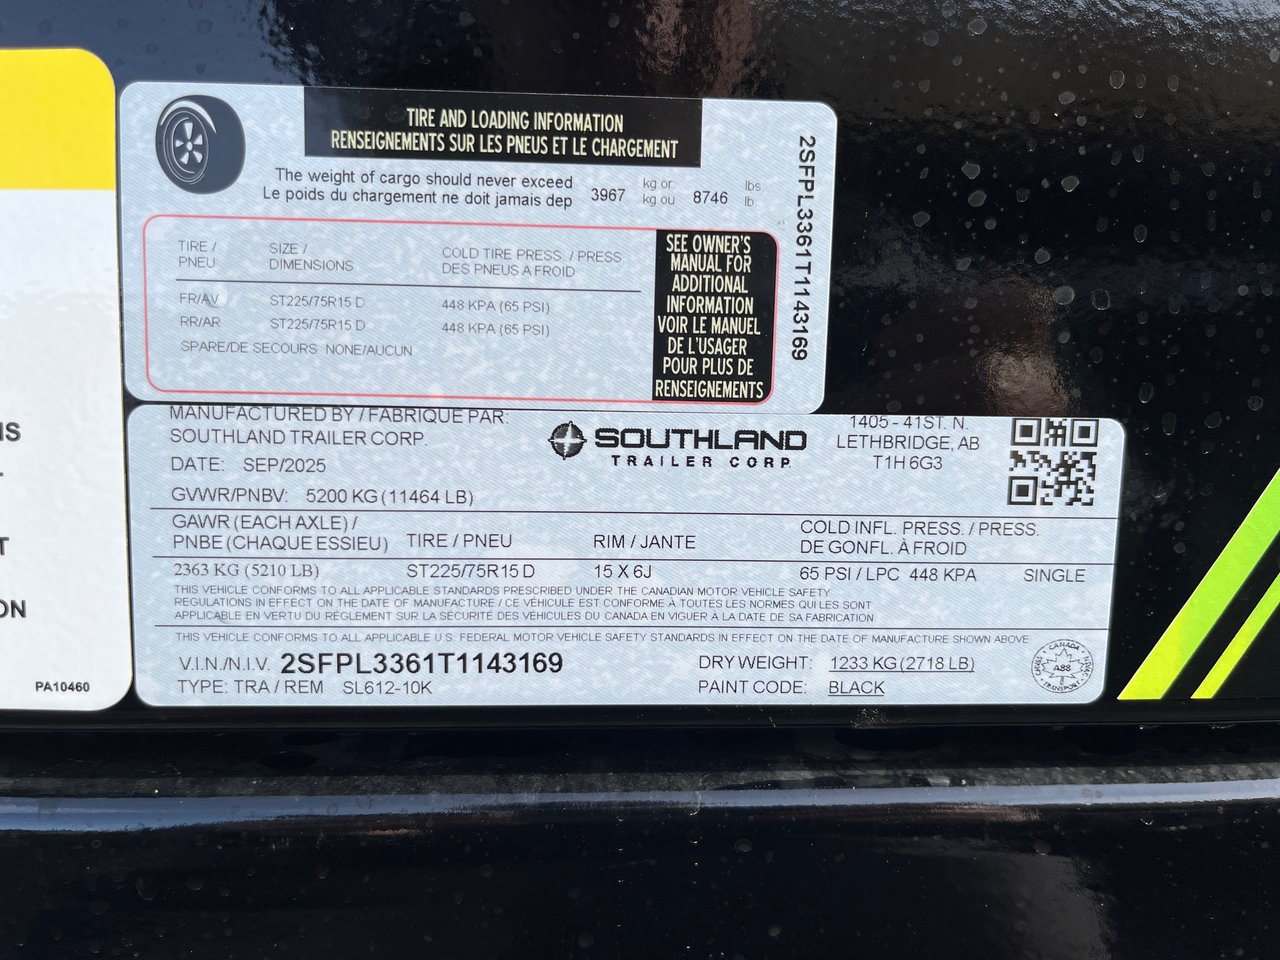 TIRE AND LOADING INFORMATION
RENSEIGNEMENTS SUR LES PNEUS ET LE CHARGEMENT
The weight of cargo should never exceed
Le poids du chargement ne doit jamais dep
3967 kg or 8746 lbs.
kg ou lb
TIRE / SIZE / COLD TIRE PRESS. / PRESS
PNEU DIMENSIONS DES PNEUS A FROID
FR/AV ST225/75R15 D 448 KPA (65 PSI)
RR/AR ST225/75R15 D 448 KPA (65 PSI)
SPARE/DE SECOURS NONE/AUCUN
SEE OWNER'S
MANUAL FOR
ADDITIONAL
INFORMATION
VOIR LE MANUEL
DE L'USAGER
POUR PLUS DE
RENSEIGNEMENTS
2SFPL3361T1143169
MANUFACTURED BY / FABRIQUE PAR:
SOUTHLAND TRAILER CORP.
DATE: SEP/2025
GVWR/PNBV: 5200 KG (11464 LB)
SOUTHLAND
TRAILER CORP
1405 - 41ST. N.
LETHBRIDGE, AB
T1H 6G3
GAWR (EACH AXLE) /
PNBE (CHAQUE ESSIEU) TIRE / PNEU RIM / JANTE
COLD INFL. PRESS. / PRESS.
DE GONFL. À FROID
2363 KG (5210 LB) ST225/75R15 D 15 X 6J 65 PSI / LPC 448 KPA SINGLE
THIS VEHICLE CONFORMS TO ALL APPLICABLE STANDARDS PRESCRIBED UNDER THE CANADIAN MOTOR VEHICLE SAFETY
REGULATIONS IN EFFECT ON THE DATE OF MANUFACTURE / CE VÉHICULE EST CONFORME À TOUTES LES NORMES QUI LES SONT
APPLICABLE EN VERTU DU RÈGLEMENT SUR LA SÉCURITÉ DES VÉHICULES DU CANADA EN VIGUER À LA DATE DE SA FABRICATION
THIS VEHICLE CONFORMS TO ALL APPLICABLE U.S. FEDERAL MOTOR VEHICLE SAFETY STANDARDS IN EFFECT ON THE DATE OF MANUFACTURE SHOWN ABOVE
V.I.N./N.I.V. 2SFPL3361T1143169 DRY WEIGHT: 1233 KG(2718 LB)
TYPE: TRA / REM SL612-10K PAINT CODE: BLACK
CANADA
A88
TRANSPORT
IS
T
ON
PA10460